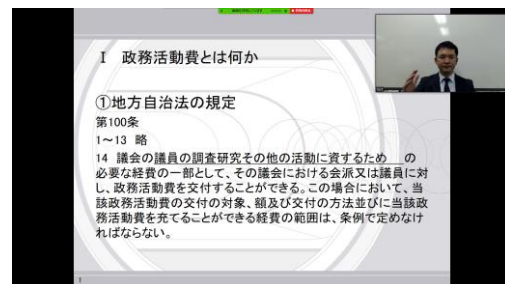 Ⅰ 政務活動費とは何か
①地方自治法の規定
第100条
1～13 略
14 議会の議員の調査研究その他の活動に資するため の
必要な経費の一部として、その議会における会派又は議員に対
し、政務活動費を交付することができる。この場合において、当
該政務活動費の交付の対象、額及び交付の方法並びに当該政
務活動費を充てることができる経費の範囲は、条例で定めなけ
ればならない。